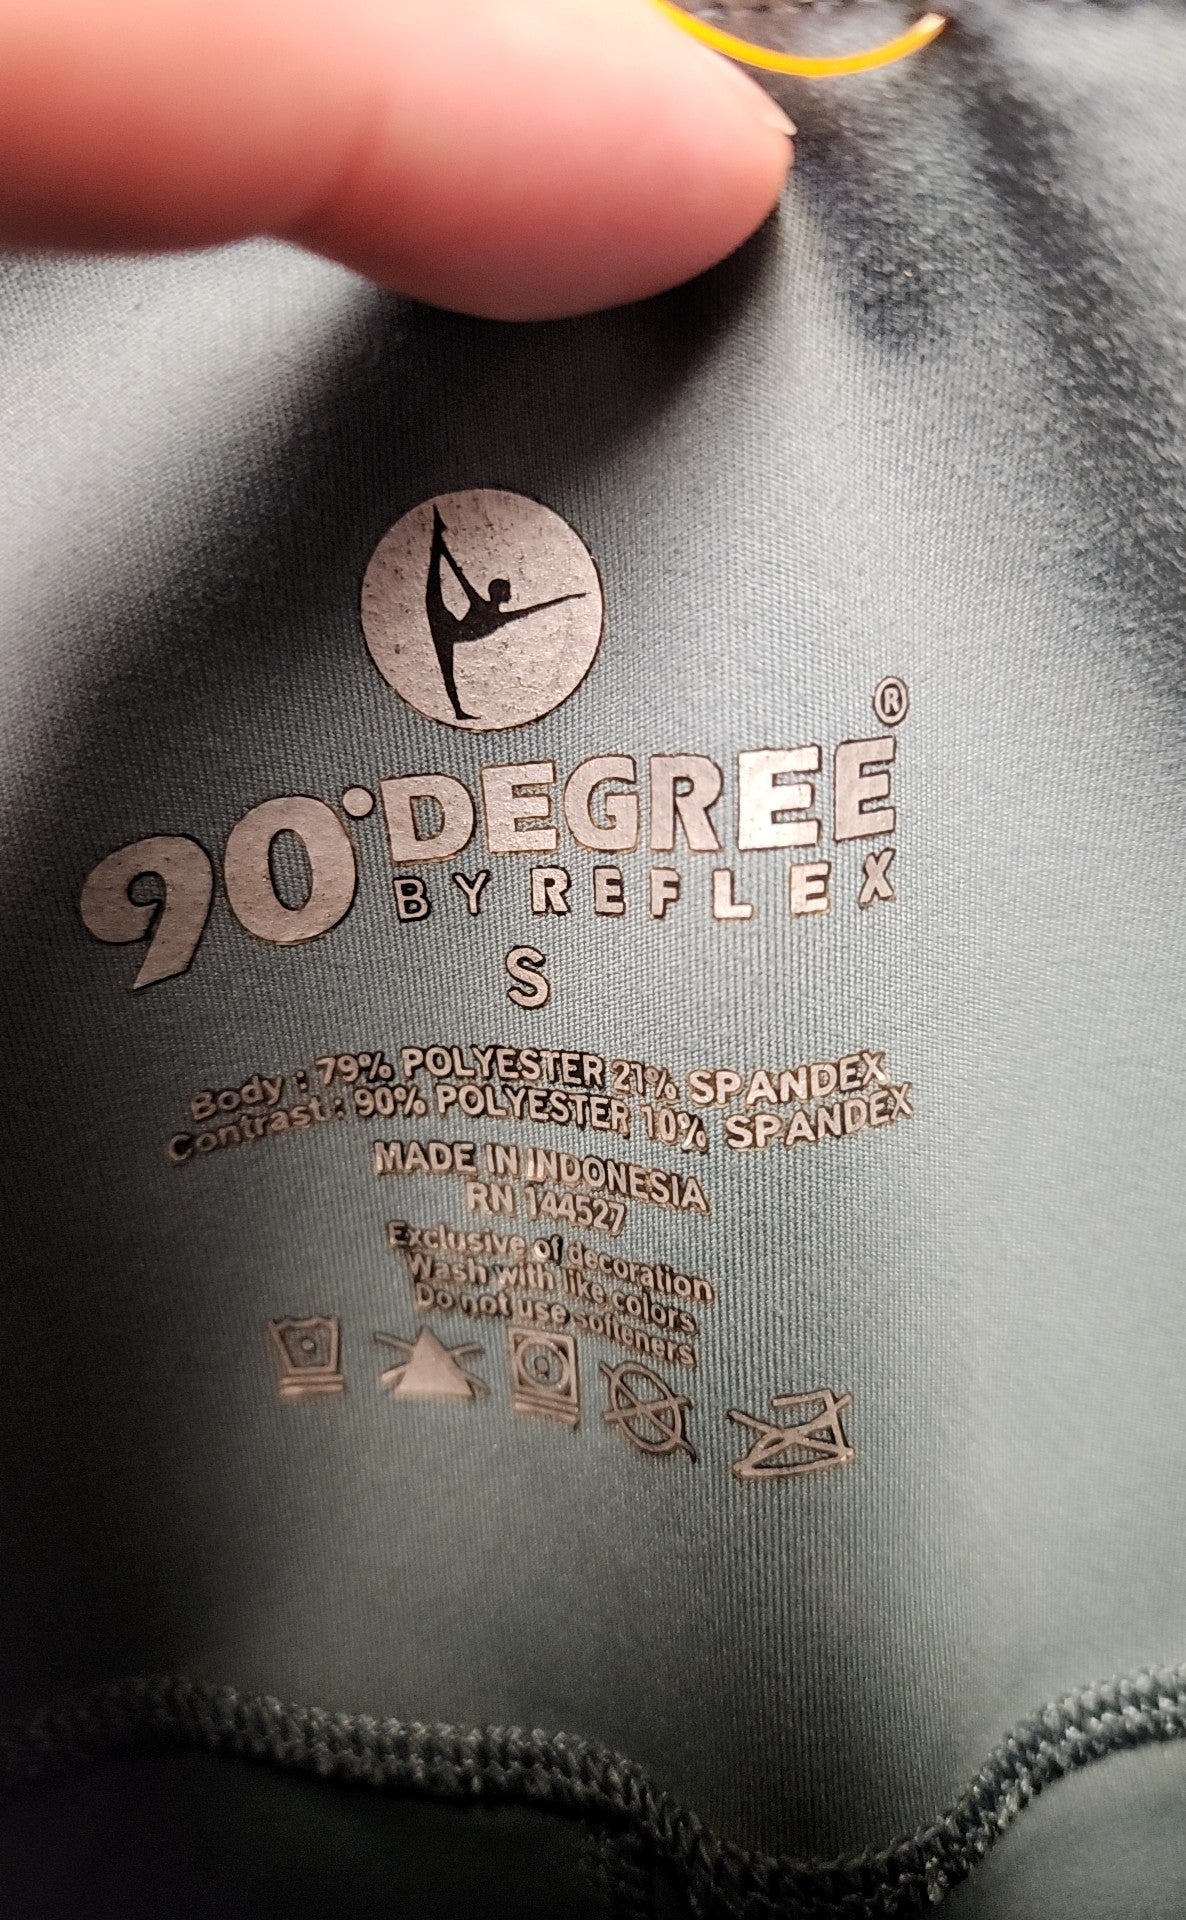 90°DEGREE®
BY REFLEX
S
Body : 79% POLYESTER 21% SPANDEX
Contrast : 90% POLYESTER 10% SPANDEX
MADE IN INDONESIA
RN 144527
Exclusive of decoration
Wash with like colors
Do not use softeners